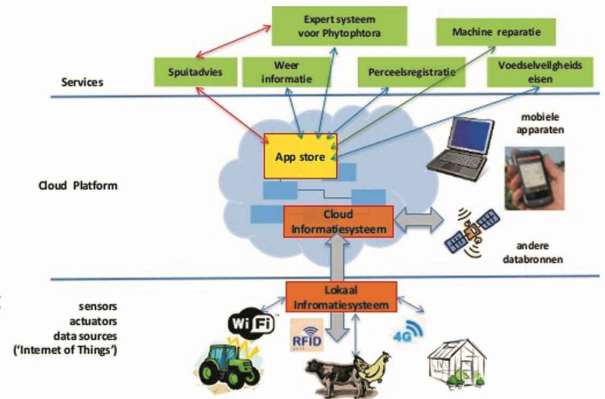 Expert systeem
voor Phytophtora
Machine reparatie
Services
Spuitadvies
Weer
informatie
Perceelsregistratie
Voedselveiligheids
eisen
mobiele
apparaten
App store
Cloud Platform
Cloud
Informatiesysteem
andere
databronnen
Lokaal
Infromatiesysteem
sensors
actuators
data sources
('Internet of Things')
WiFi
RFID
4G